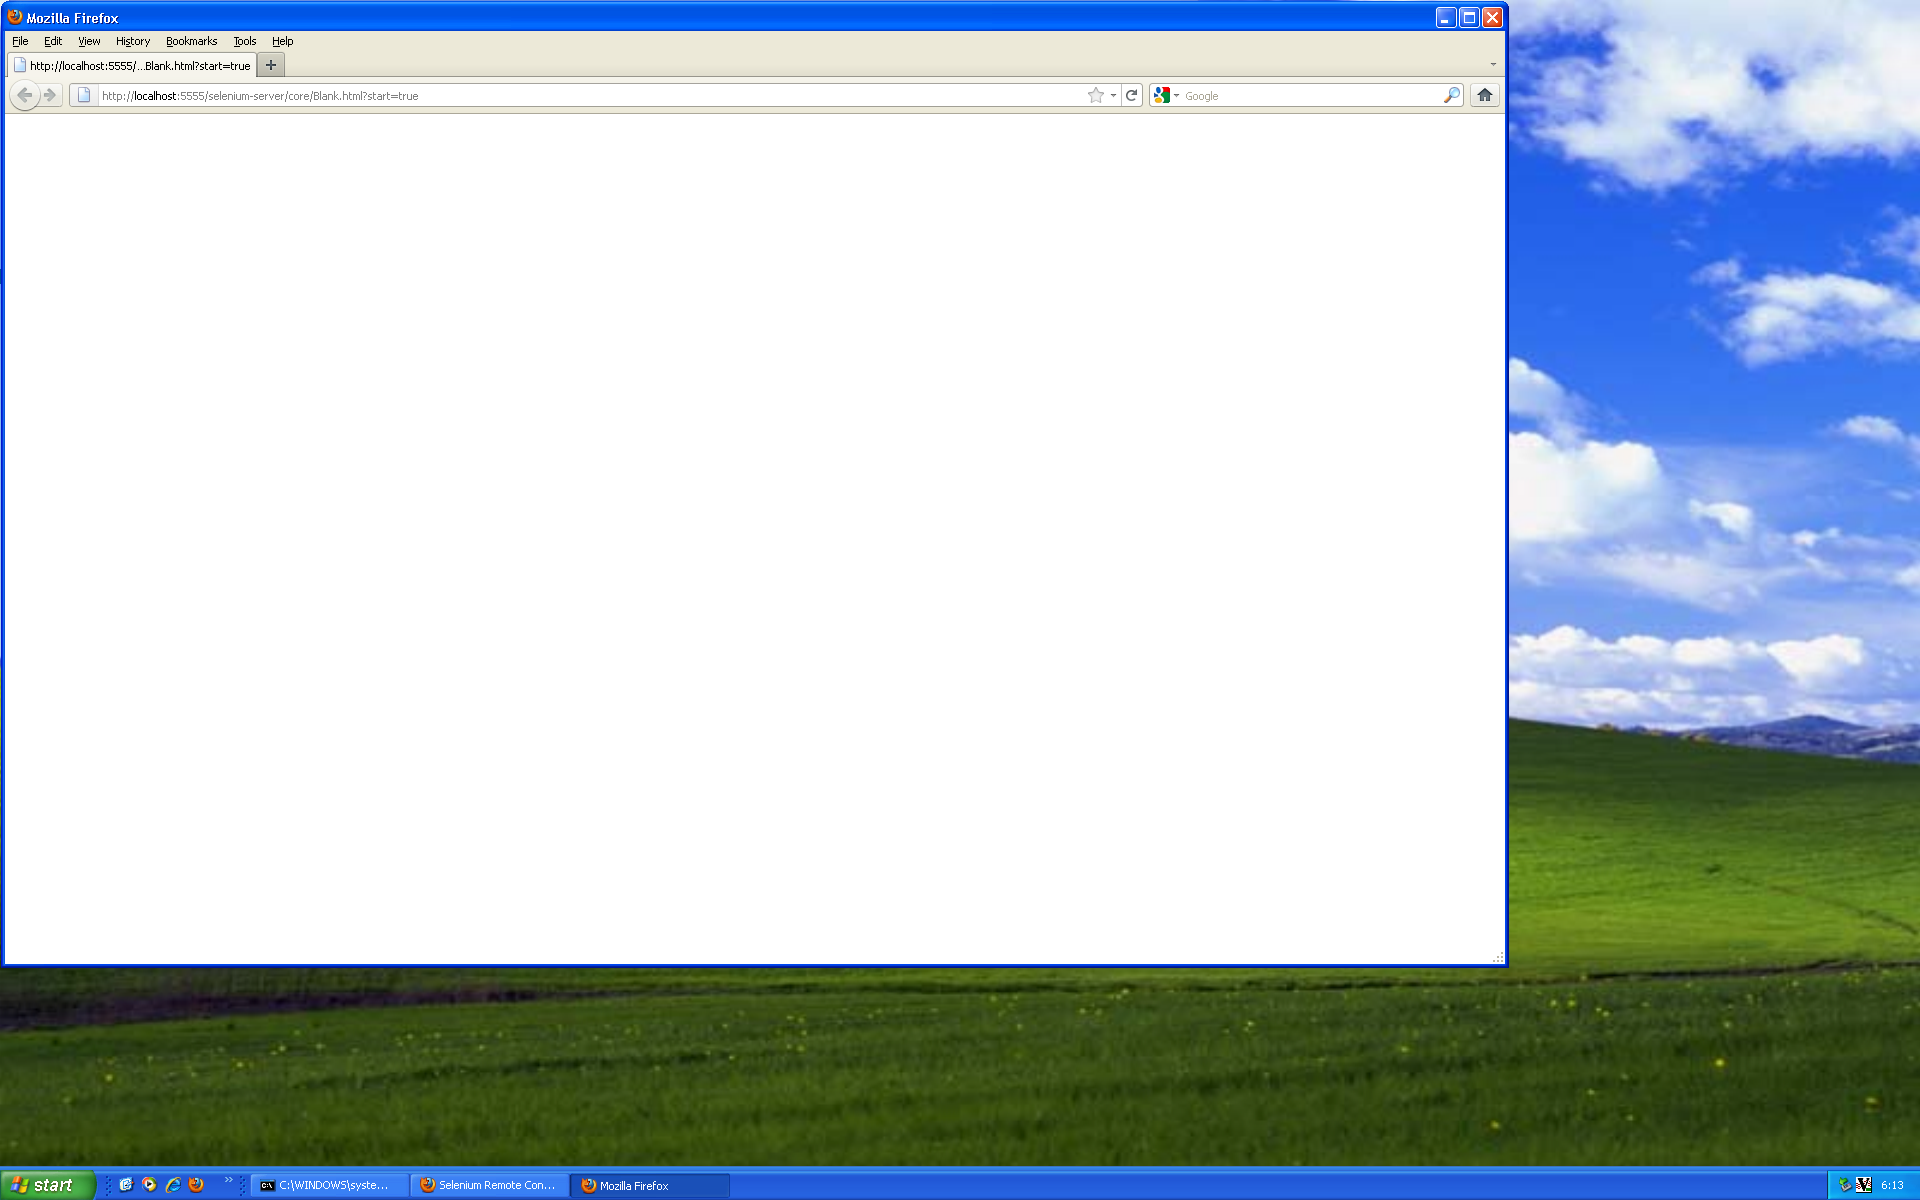 Mozilla Firefox
File Edit View History Bookmarks Tools Help
http://localhost:5555/...Blank.html?start=true
http://localhost:5555/selenium-server/core/Blank.html?start=true
Google
start
C:\WINDOWS\syste...
Selenium Remote Con...
Mozilla Firefox
6:13